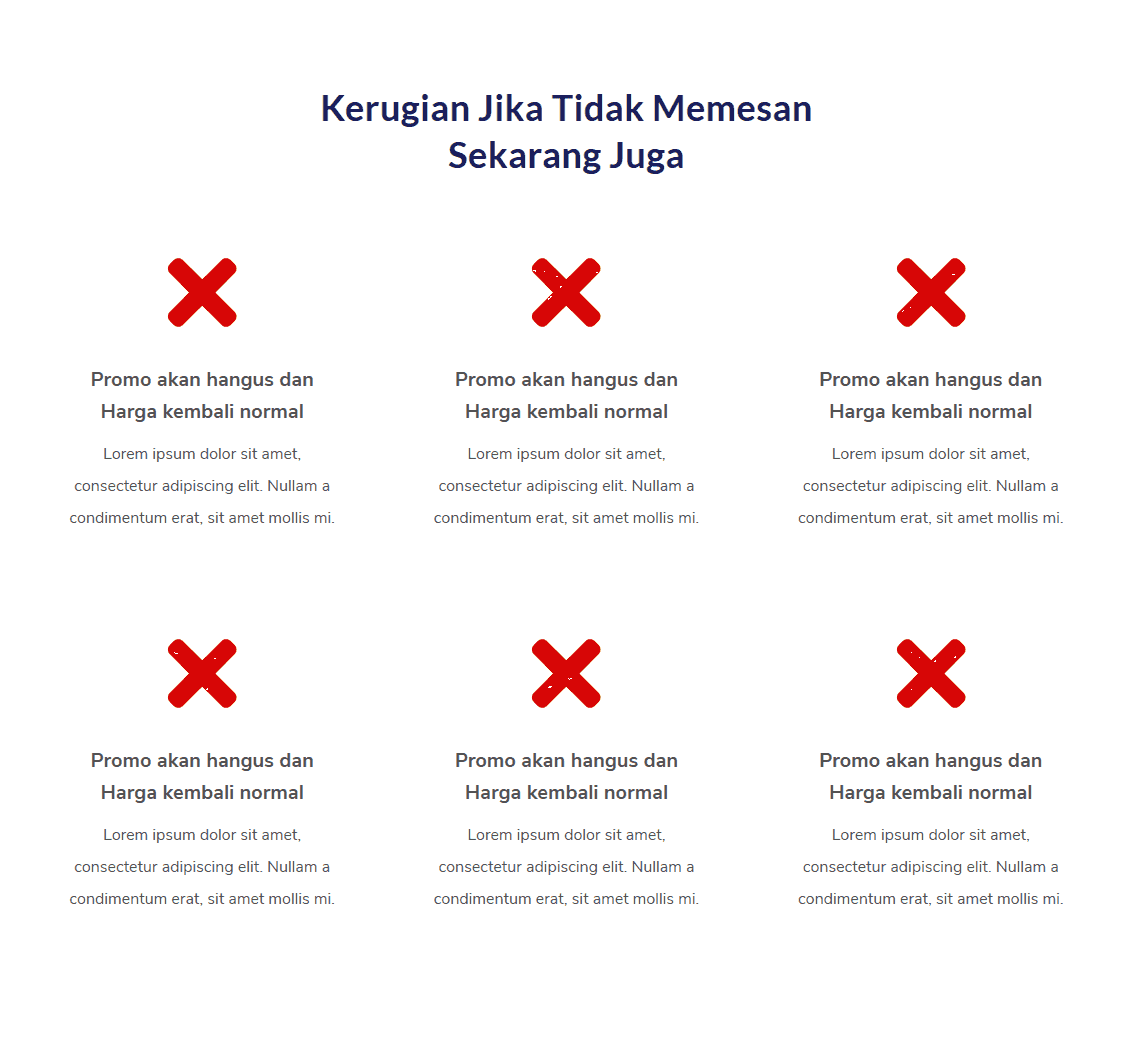 Kerugian Jika Tidak Memesan
Sekarang Juga
Promo akan hangus dan
Harga kembali normal
Lorem ipsum dolor sit amet,
consectetur adipiscing elit. Nullam a
condimentum erat, sit amet mollis mi.
Promo akan hangus dan
Harga kembali normal
Lorem ipsum dolor sit amet,
consectetur adipiscing elit. Nullam a
condimentum erat, sit amet mollis mi.
Promo akan hangus dan
Harga kembali normal
Lorem ipsum dolor sit amet,
consectetur adipiscing elit. Nullam a
condimentum erat, sit amet mollis mi.
Promo akan hangus dan
Harga kembali normal
Lorem ipsum dolor sit amet,
consectetur adipiscing elit. Nullam a
condimentum erat, sit amet mollis mi.
Promo akan hangus dan
Harga kembali normal
Lorem ipsum dolor sit amet,
consectetur adipiscing elit. Nullam a
condimentum erat, sit amet mollis mi.
Promo akan hangus dan
Harga kembali normal
Lorem ipsum dolor sit amet,
consectetur adipiscing elit. Nullam a
condimentum erat, sit amet mollis mi.